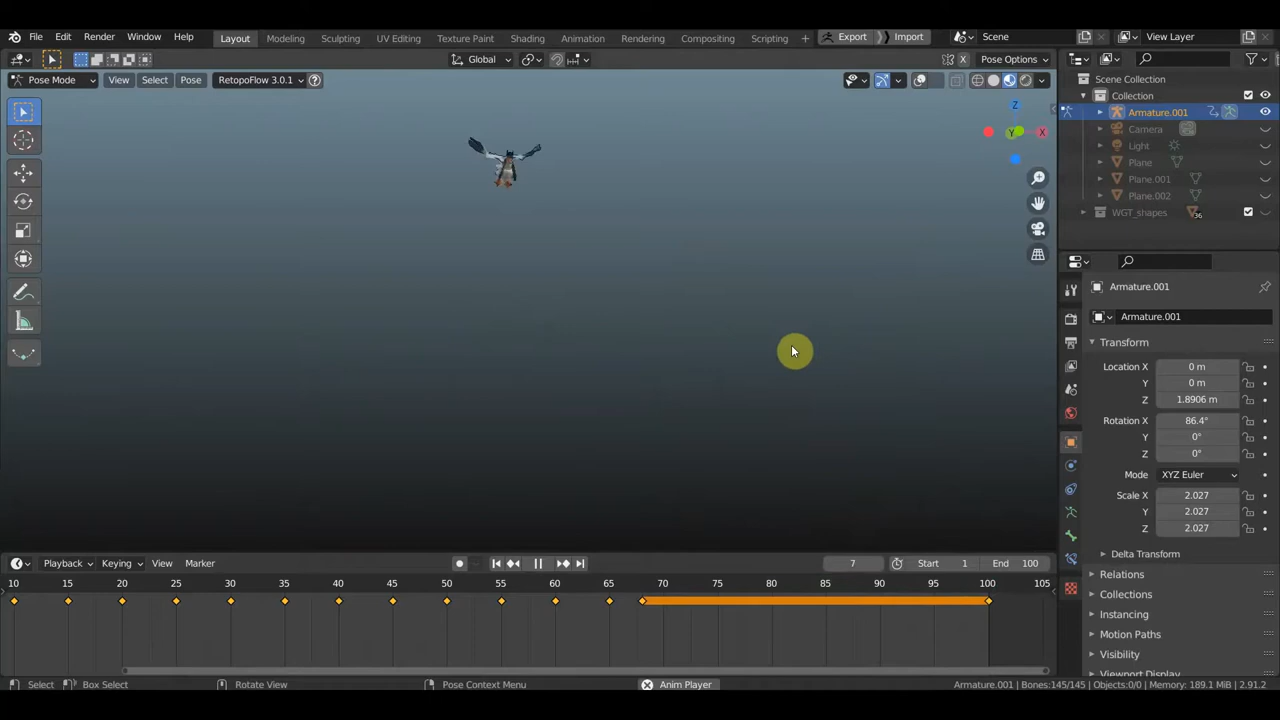 File Edit Render Window Help Layout Modeling Sculpting UV Editing Texture Paint Shading Animation Rendering Compositing Scripting + Export Import Scene View Layer
Global X Pose Options
Pose Mode View Select Pose RetopoFlow 3.0.1
Scene Collection
Collection
Armature.001
Camera
Light
Plane
Plane.001
Plane.002
WGT_shapes 36
Z
Y X
Armature.001
Armature.001
Transform
Location X 0 m
Y 0 m
Z 1.8906 m
Rotation X 86.4°
Y 0°
Z 0°
Mode XYZ Euler
Scale X 2.027
Y 2.027
Z 2.027
Delta Transform
Relations
Collections
Instancing
Motion Paths
Visibility
Viewport Display
Playback Keying View Marker 7 Start 1 End 100
10 15 20 25 30 35 40 45 50 55 60 65 70 75 80 85 90 95 100 105
Select Box Select Rotate View Pose Context Menu Anim Player Armature.001 | Bones:145/145 | Objects:0/0 | Memory: 189.1 MiB | 2.91.2